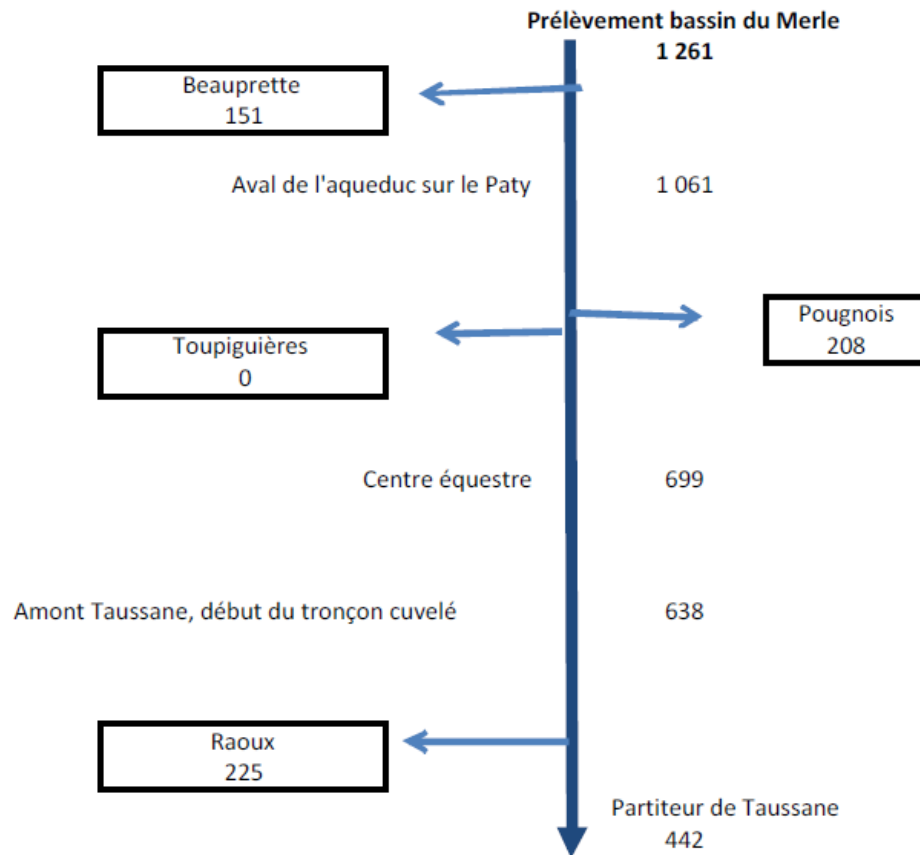 Prélèvement bassin du Merle
1 261
Beauprette
151
Aval de l'aqueduc sur le Paty
1 061
Pougnois
208
Toupiguières
0
Centre équestre
699
Amont Taussane, début du tronçon cuvelé
638
Raoux
225
Partiteur de Taussane
442